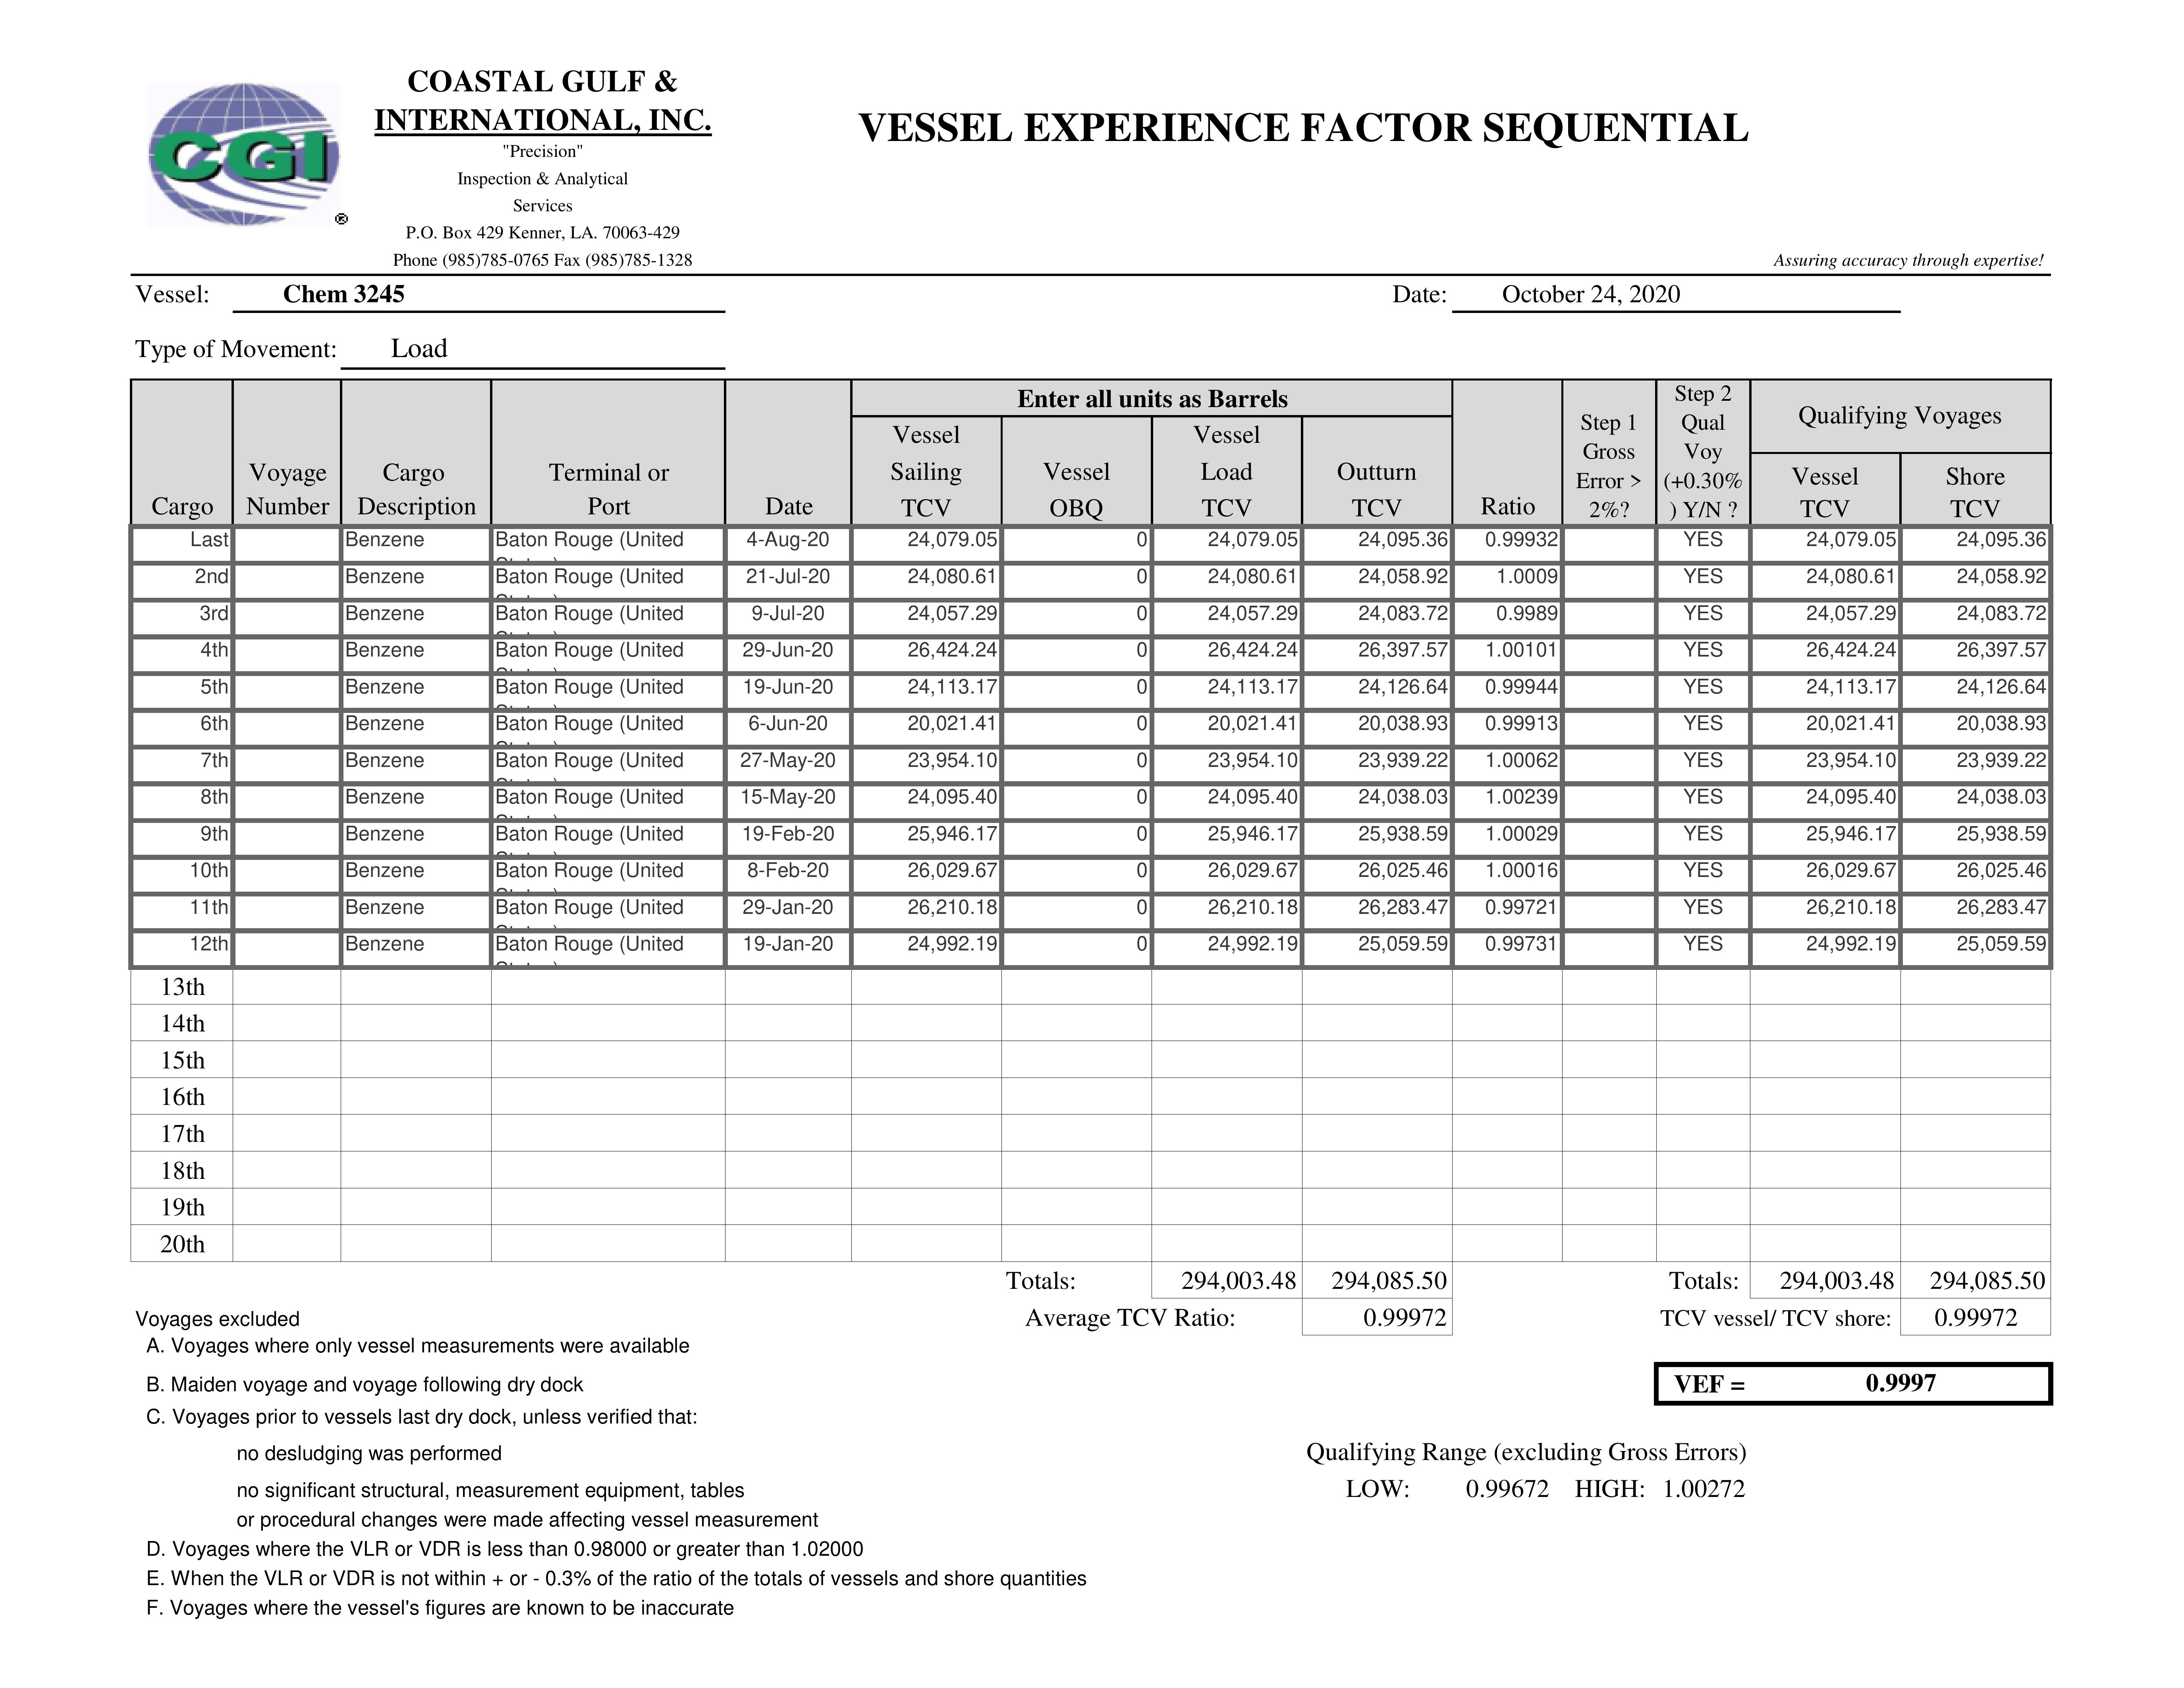 CGI
®
COASTAL GULF &
INTERNATIONAL, INC.
"Precision"
Inspection & Analytical
Services
P.O. Box 429 Kenner, LA. 70063-429
Phone (985)785-0765 Fax (985)785-1328
VESSEL EXPERIENCE FACTOR SEQUENTIAL
Assuring accuracy through expertise!
Vessel: Chem 3245 Date: October 24, 2020
Type of Movement: Load
Cargo Voyage Number Cargo Description Terminal or Port Date Enter all units as Barrels Vessel Sailing TCV Vessel OBQ Vessel Load TCV Outturn TCV Ratio Step 1 Gross Error > 2%? Step 2 Qual Voy (+0.30% ) Y/N ? Qualifying Voyages Vessel TCV Shore TCV
Last Benzene Baton Rouge (United 4-Aug-20 24,079.05 0 24,079.05 24,095.36 0.99932 YES 24,079.05 24,095.36
2nd Benzene Baton Rouge (United 21-Jul-20 24,080.61 0 24,080.61 24,058.92 1.0009 YES 24,080.61 24,058.92
3rd Benzene Baton Rouge (United 9-Jul-20 24,057.29 0 24,057.29 24,083.72 0.9989 YES 24,057.29 24,083.72
4th Benzene Baton Rouge (United 29-Jun-20 26,424.24 0 26,424.24 26,397.57 1.00101 YES 26,424.24 26,397.57
5th Benzene Baton Rouge (United 19-Jun-20 24,113.17 0 24,113.17 24,126.64 0.99944 YES 24,113.17 24,126.64
6th Benzene Baton Rouge (United 6-Jun-20 20,021.41 0 20,021.41 20,038.93 0.99913 YES 20,021.41 20,038.93
7th Benzene Baton Rouge (United 27-May-20 23,954.10 0 23,954.10 23,939.22 1.00062 YES 23,954.10 23,939.22
8th Benzene Baton Rouge (United 15-May-20 24,095.40 0 24,095.40 24,038.03 1.00239 YES 24,095.40 24,038.03
9th Benzene Baton Rouge (United 19-Feb-20 25,946.17 0 25,946.17 25,938.59 1.00029 YES 25,946.17 25,938.59
10th Benzene Baton Rouge (United 8-Feb-20 26,029.67 0 26,029.67 26,025.46 1.00016 YES 26,029.67 26,025.46
11th Benzene Baton Rouge (United 29-Jan-20 26,210.18 0 26,210.18 26,283.47 0.99721 YES 26,210.18 26,283.47
12th Benzene Baton Rouge (United 19-Jan-20 24,992.19 0 24,992.19 25,059.59 0.99731 YES 24,992.19 25,059.59
13th
14th
15th
16th
17th
18th
19th
20th
Totals: 294,003.48 294,085.50 Totals: 294,003.48 294,085.50
Average TCV Ratio: 0.99972 TCV vessel/ TCV shore: 0.99972
VEF = 0.9997
Voyages excluded
A. Voyages where only vessel measurements were available
B. Maiden voyage and voyage following dry dock
C. Voyages prior to vessels last dry dock, unless verified that:
no desludging was performed
no significant structural, measurement equipment, tables
or procedural changes were made affecting vessel measurement
D. Voyages where the VLR or VDR is less than 0.98000 or greater than 1.02000
E. When the VLR or VDR is not within + or - 0.3% of the ratio of the totals of vessels and shore quantities
F. Voyages where the vessel's figures are known to be inaccurate
Qualifying Range (excluding Gross Errors)
LOW: 0.99672 HIGH: 1.00272